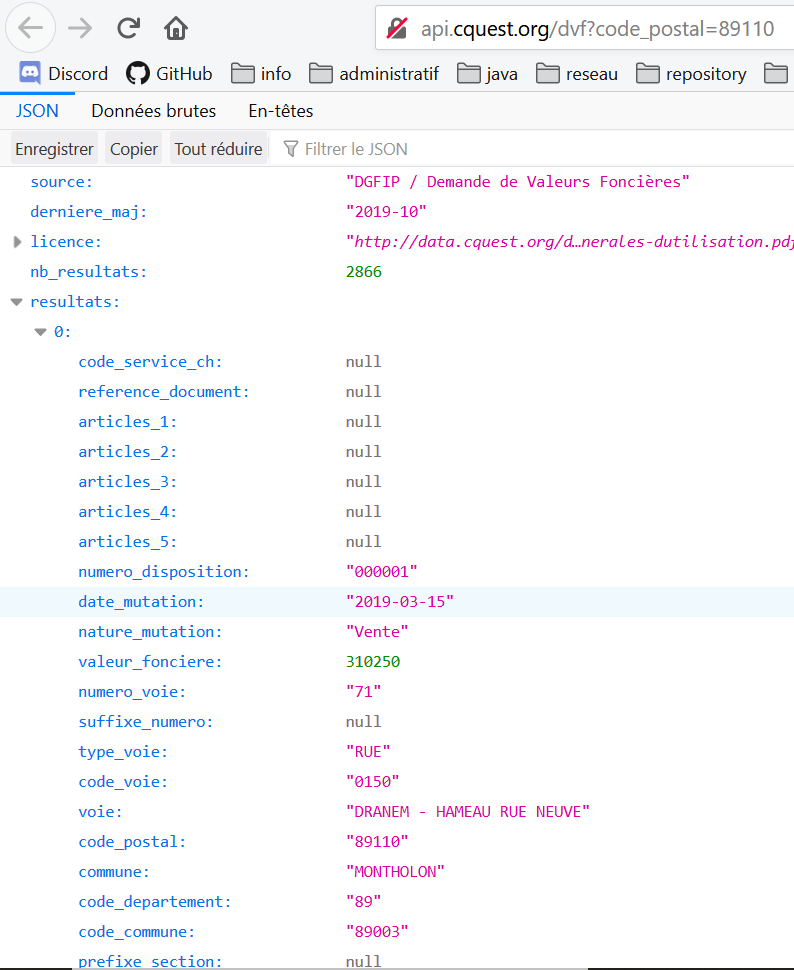 api.cquest.org/dvf?code_postal=89110
Discord GitHub info administratif java reseau repository
JSON Données brutes En-têtes
Enregistrer Copier Tout réduire Filtrer le JSON
source: "DGFIP / Demande de Valeurs Foncières"
derniere_maj: "2019-10"
licence: "http://data.cquest.org/d…nerales-dutilisation.pdf
nb_resultats: 2866
resultats:
0:
code_service_ch: null
reference_document: null
articles_1: null
articles_2: null
articles_3: null
articles_4: null
articles_5: null
numero_disposition: "000001"
date_mutation: "2019-03-15"
nature_mutation: "Vente"
valeur_fonciere: 310250
numero_voie: "71"
suffixe_numero: null
type_voie: "RUE"
code_voie: "0150"
voie: "DRANEM - HAMEAU RUE NEUVE"
code_postal: "89110"
commune: "MONTHOLON"
code_departement: "89"
code_commune: "89003"
prefixe_section: null